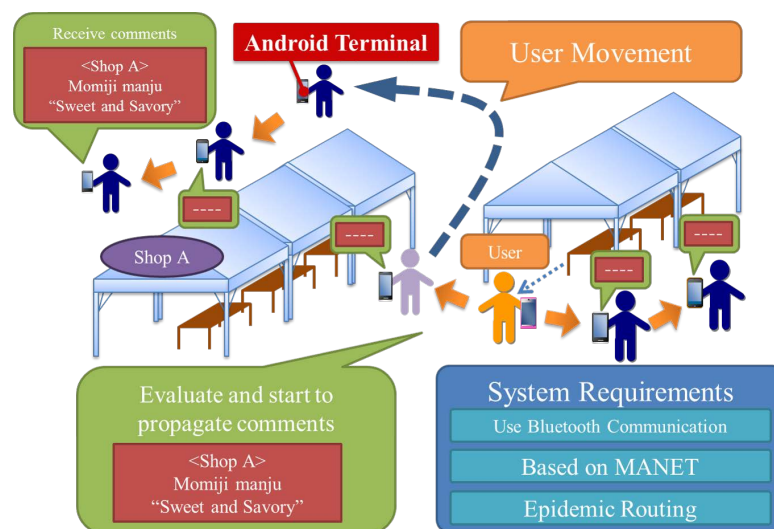 Receive comments
<Shop A>
Momiji manju
“Sweet and Savory”
Android Terminal
User Movement
----
Shop A
----
User
----
----
Evaluate and start to
propagate comments
<Shop A>
Momiji manju
“Sweet and Savory”
System Requirements
Use Bluetooth Communication
Based on MANET
Epidemic Routing